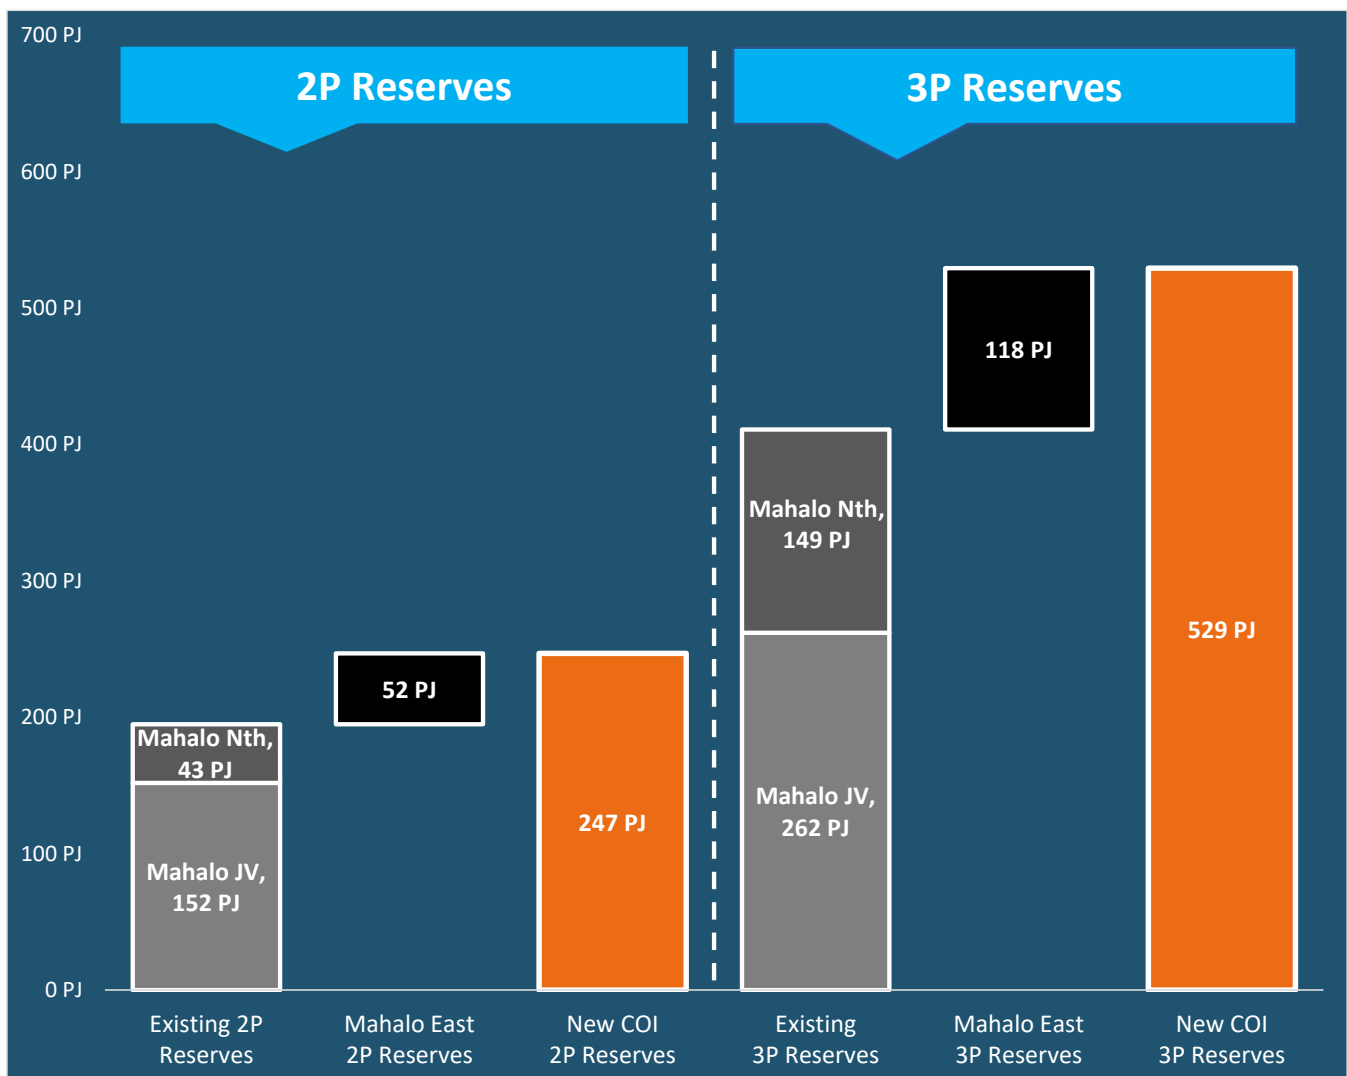 700 PJ
600 PJ
500 PJ
400 PJ
300 PJ
200 PJ
100 PJ
0 PJ
2P Reserves
3P Reserves
Mahalo Nth,
43 PJ
Mahalo JV,
152 PJ
52 PJ
247 PJ
Mahalo Nth,
149 PJ
Mahalo JV,
262 PJ
118 PJ
529 PJ
Existing 2P
Reserves
Mahalo East
2P Reserves
New COI
2P Reserves
Existing
3P Reserves
Mahalo East
3P Reserves
New COI
3P Reserves